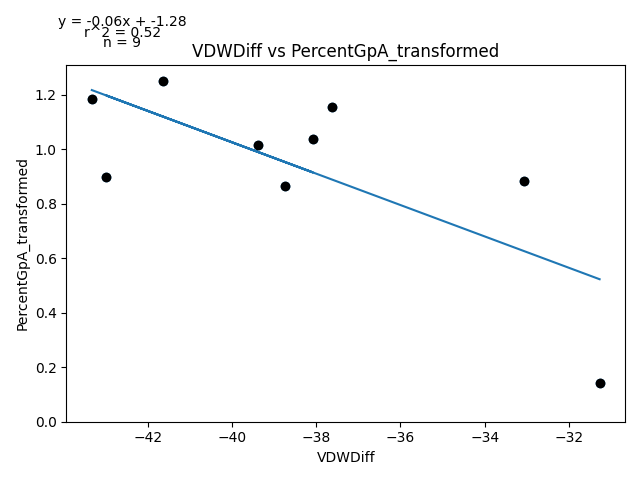 y = -0.06x + -1.28
r^2 = 0.52
n = 9
VDWDiff vs PercentGpA_transformed
PercentGpA_transformed
1.2
1.0
0.8
0.6
0.4
0.2
0.0
−42
−40
−38
−36
−34
−32
VDWDiff